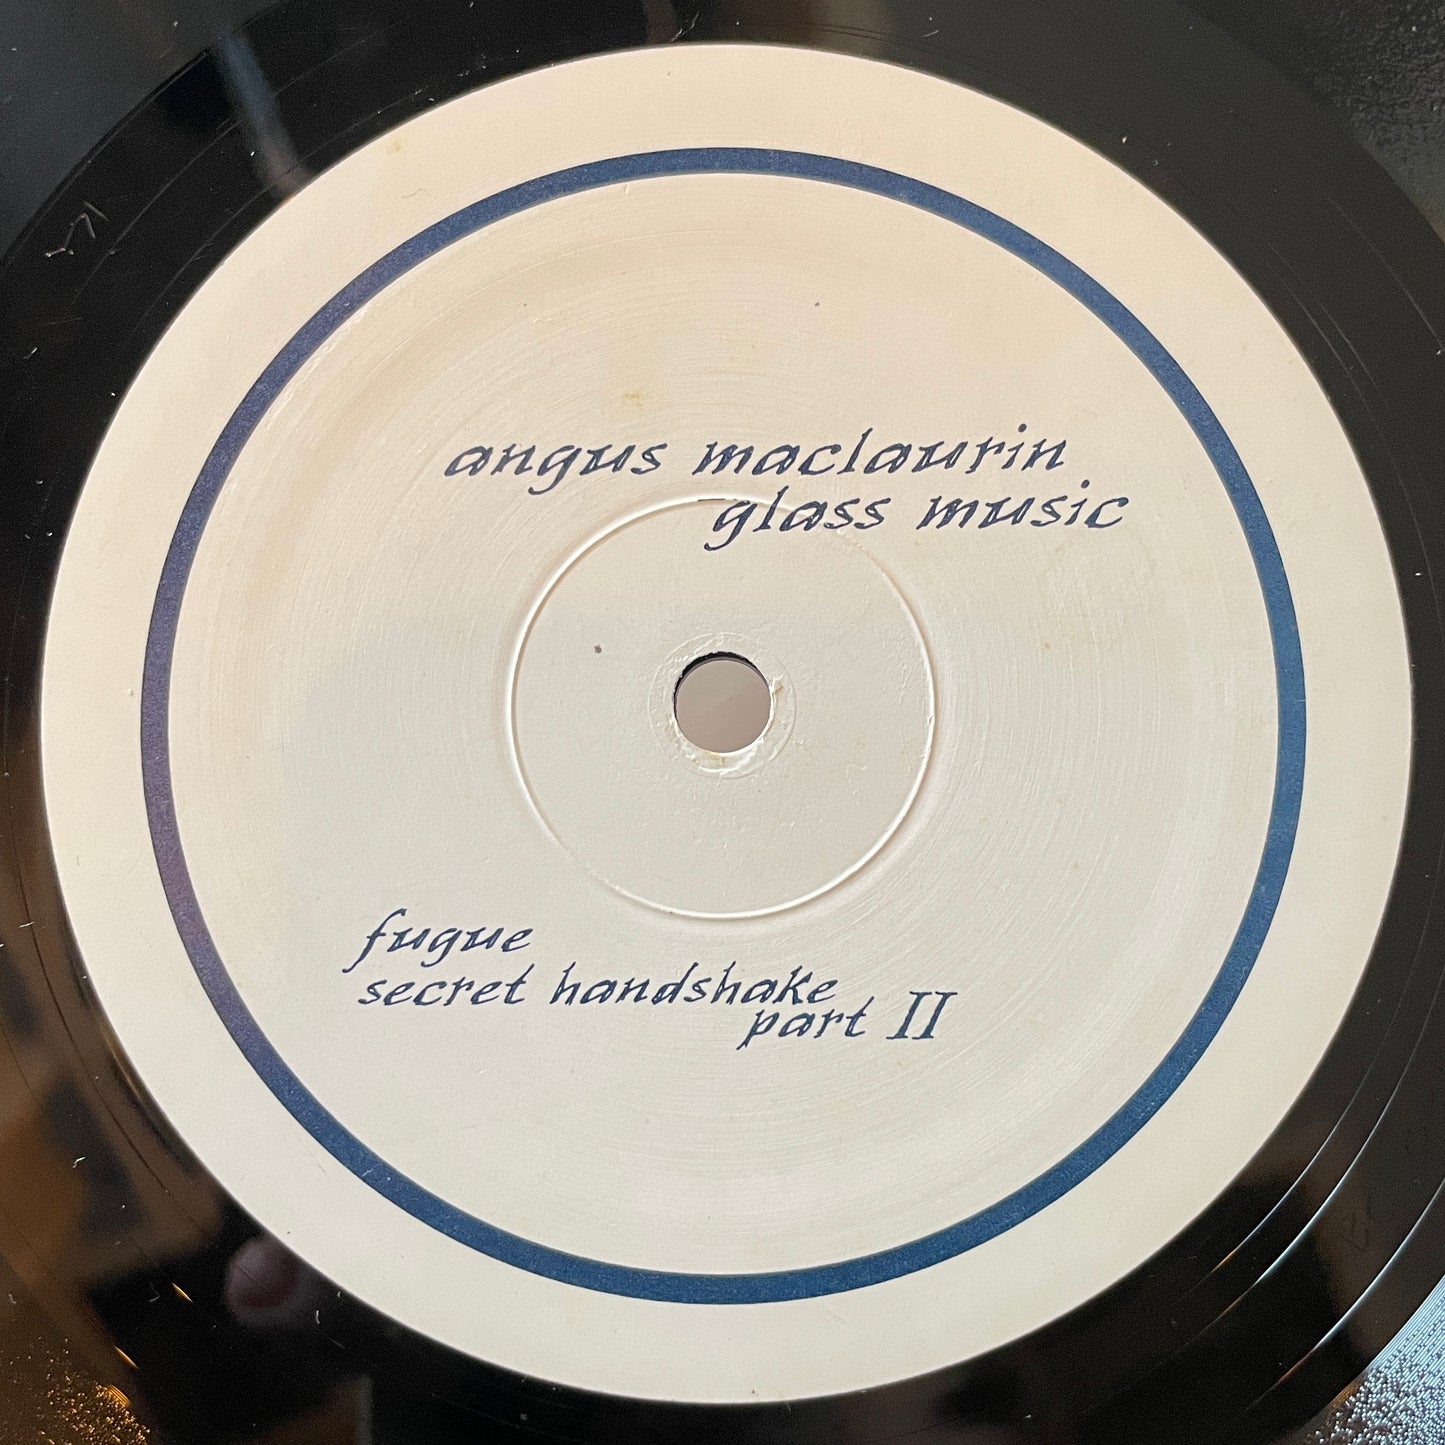 angus maclaurin
glass music
fugue
secret handshake
part II